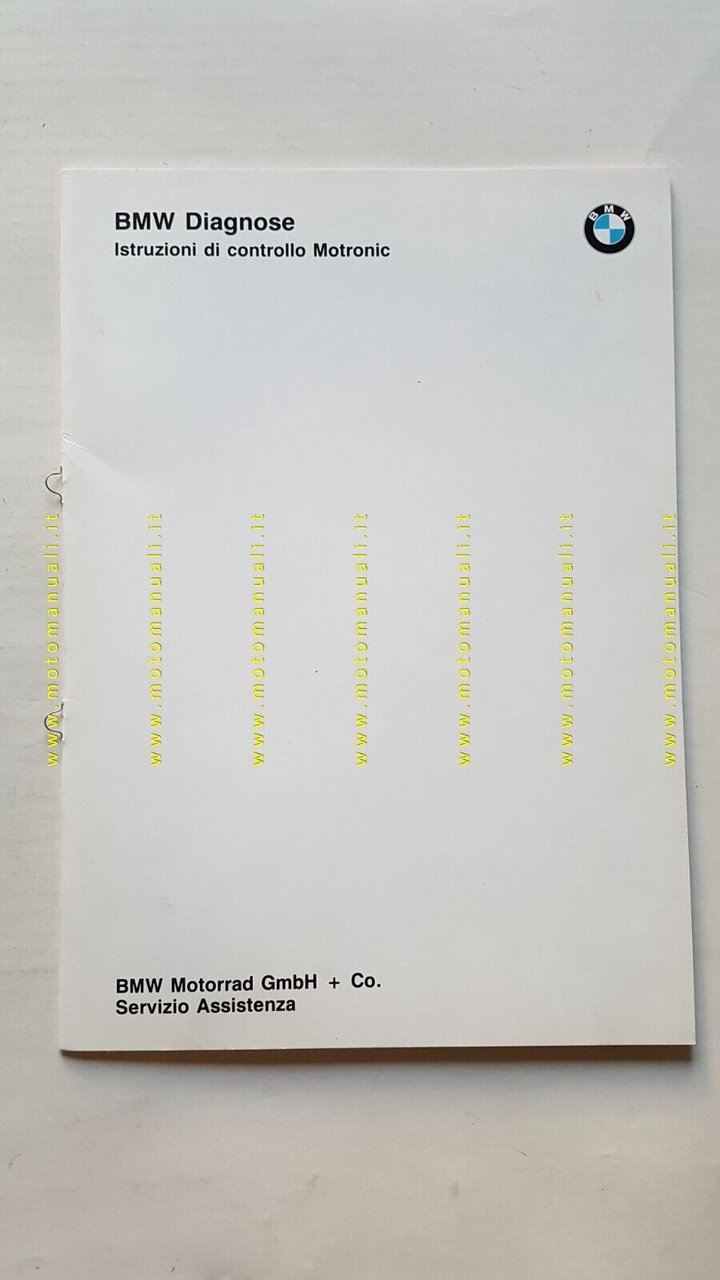 BMW Diagnose
Istruzioni di controllo Motronic
BMW
www.motomanuali.it
www.motomanuali.it
www.motomanuali.it
www.motomanuali.it
www.motomanuali.it
www.motomanuali.it
www.motomanuali.it
BMW Motorrad GmbH + Co.
Servizio Assistenza